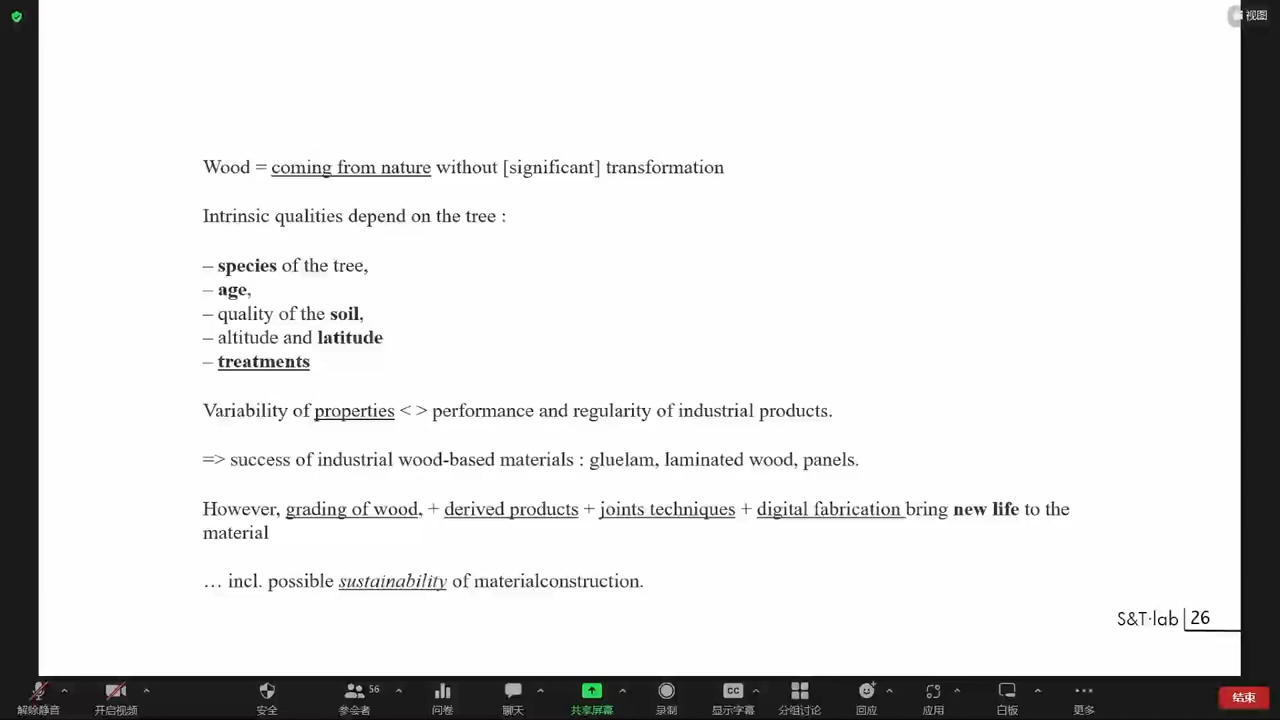 视图
Wood = coming from nature without [significant] transformation
Intrinsic qualities depend on the tree :
– species of the tree,
– age,
– quality of the soil,
– altitude and latitude
– treatments
Variability of properties < > performance and regularity of industrial products.
=> success of industrial wood-based materials : gluelam, laminated wood, panels.
However, grading of wood, + derived products + joints techniques + digital fabrication bring new life to the
material
… incl. possible sustainability of materialconstruction.
S&T·lab 26
56 CC
解除静音 开启视频 安全 参会者 问卷 聊天 共享屏幕 录制 显示字幕 分组讨论 回应 应用 白板 更多 结束